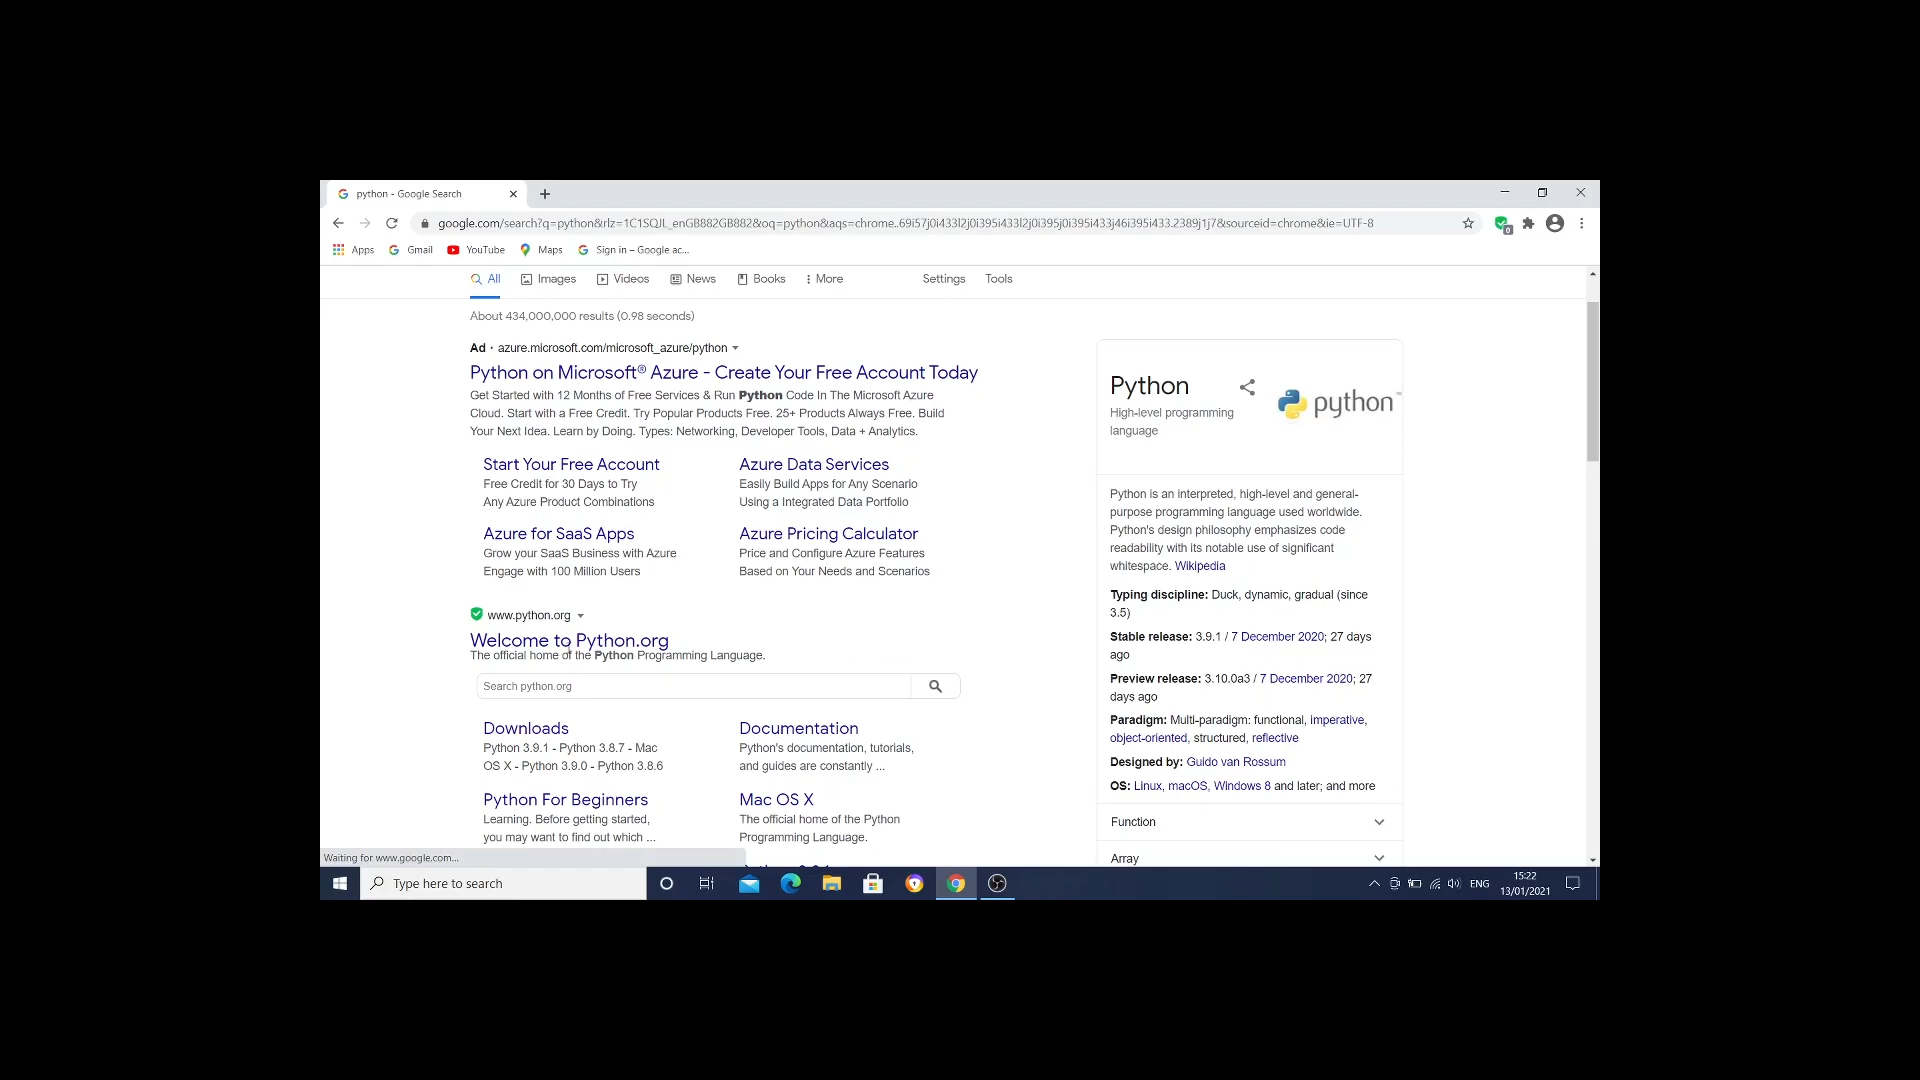 python - Google Search
google.com/search?q=python&rlz=1C1SQJL_enGB882GB882&oq=python&aqs=chrome..69i57j0i433l2j0i395i433l2j0i395j0i395i433j46i395i433.2389j1j7&sourceid=chrome&ie=UTF-8
Apps Gmail YouTube Maps Sign in – Google ac...
All Images Videos News Books More Settings Tools
About 434,000,000 results (0.98 seconds)
Ad · azure.microsoft.com/microsoft_azure/python
Python on Microsoft® Azure - Create Your Free Account Today
Get Started with 12 Months of Free Services & Run Python Code In The Microsoft Azure
Cloud. Start with a Free Credit. Try Popular Products Free. 25+ Products Always Free. Build
Your Next Idea. Learn by Doing. Types: Networking, Developer Tools, Data + Analytics.
Start Your Free Account
Free Credit for 30 Days to Try
Any Azure Product Combinations
Azure Data Services
Easily Build Apps for Any Scenario
Using a Integrated Data Portfolio
Azure for SaaS Apps
Grow your SaaS Business with Azure
Engage with 100 Million Users
Azure Pricing Calculator
Price and Configure Azure Features
Based on Your Needs and Scenarios
www.python.org
Welcome to Python.org
The official home of the Python Programming Language.
Search python.org
Downloads
Python 3.9.1 - Python 3.8.7 - Mac
OS X - Python 3.9.0 - Python 3.8.6
Documentation
Python's documentation, tutorials,
and guides are constantly ...
Python For Beginners
Learning. Before getting started,
you may want to find out which ...
Mac OS X
The official home of the Python
Programming Language.
Python
High-level programming
language
python™
Python is an interpreted, high-level and general-
purpose programming language used worldwide.
Python's design philosophy emphasizes code
readability with its notable use of significant
whitespace. Wikipedia
Typing discipline: Duck, dynamic, gradual (since
3.5)
Stable release: 3.9.1 / 7 December 2020; 27 days
ago
Preview release: 3.10.0a3 / 7 December 2020; 27
days ago
Paradigm: Multi-paradigm: functional, imperative,
object-oriented, structured, reflective
Designed by: Guido van Rossum
OS: Linux, macOS, Windows 8 and later; and more
Function
Array
Waiting for www.google.com...
Type here to search
ENG
15:22
13/01/2021